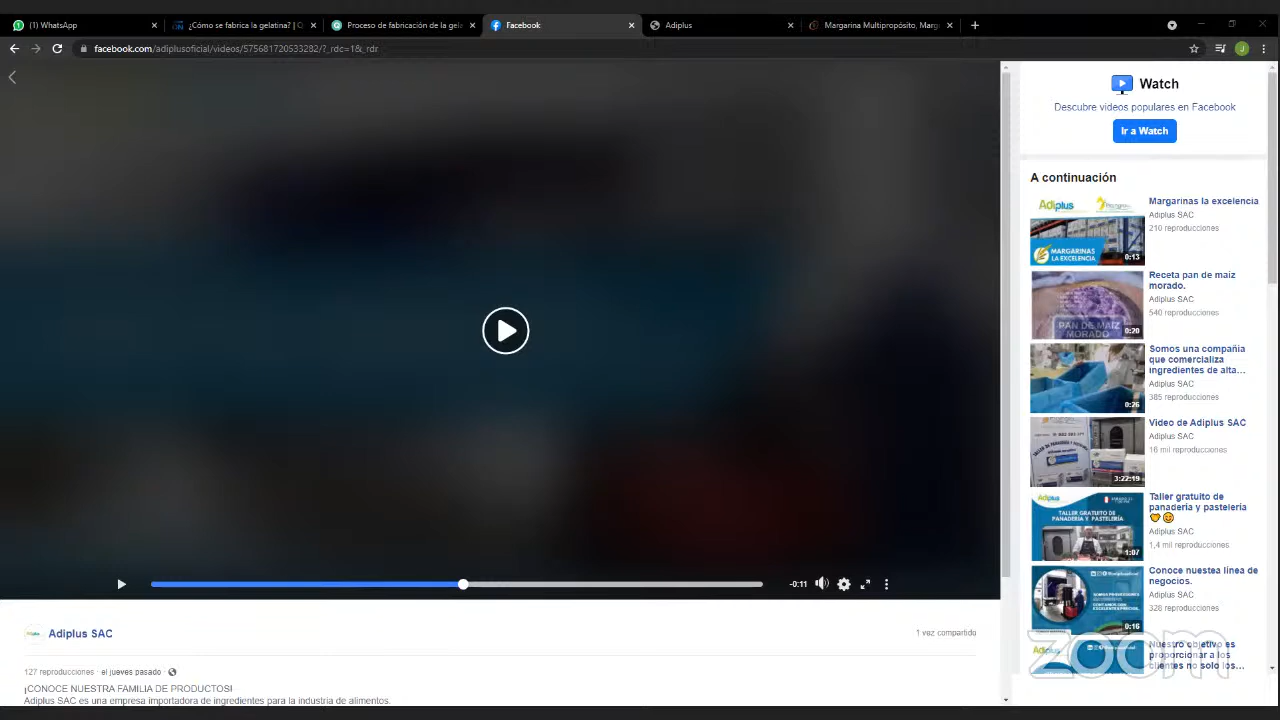 (1) WhatsApp
¿Cómo se fabrica la gelatina? | Q
Proceso de fabricación de la gela
Facebook
Adiplus
Margarina Multipropósito, Marg
facebook.com/adiplusoficial/videos/575681720533282/?_rdc=1&_rdr
J
Watch
Descubre videos populares en Facebook
Ir a Watch
A continuación
Adiplus
MARGARINAS
LA EXCELENCIA
0:13
Margarinas la excelencia
Adiplus SAC
210 reproducciones
PAN DE MAIZ
MORADO
0:20
Receta pan de maíz
morado.
Adiplus SAC
540 reproducciones
0:26
Somos una compañia
que comercializa
ingredientes de alta...
Adiplus SAC
385 reproducciones
3:22:19
Video de Adiplus SAC
Adiplus SAC
16 mil reproducciones
Adiplus
TALLER GRATUITO DE
PANADERÍA Y PASTELERÍA
1:07
Taller gratuito de
panadería y pastelería
Adiplus SAC
1,4 mil reproducciones
0:16
Conoce nuestea línea de
negocios.
Adiplus SAC
328 reproducciones
Adiplus
Nuestro objetivo es
proporcionar a los
clientes no solo los...
zoom
-0:11
Adiplus SAC
1 vez compartido
127 reproducciones · el jueves pasado ·
¡CONOCE NUESTRA FAMILIA DE PRODUCTOS!
Adiplus SAC es una empresa importadora de ingredientes para la industria de alimentos.